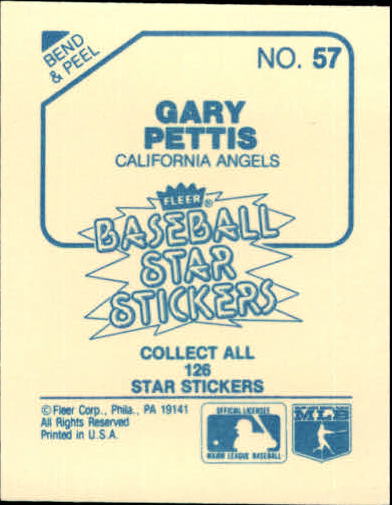 BEND
& PEEL
NO. 57
GARY
PETTIS
CALIFORNIA ANGELS
FLEER®
BASEBALL
STAR
STICKERS
COLLECT ALL
126
STAR STICKERS
© Fleer Corp., Phila., PA 19141
All Rights Reserved
Printed in U.S.A.
OFFICIAL LICENSEE
MAJOR LEAGUE BASEBALL
MLB